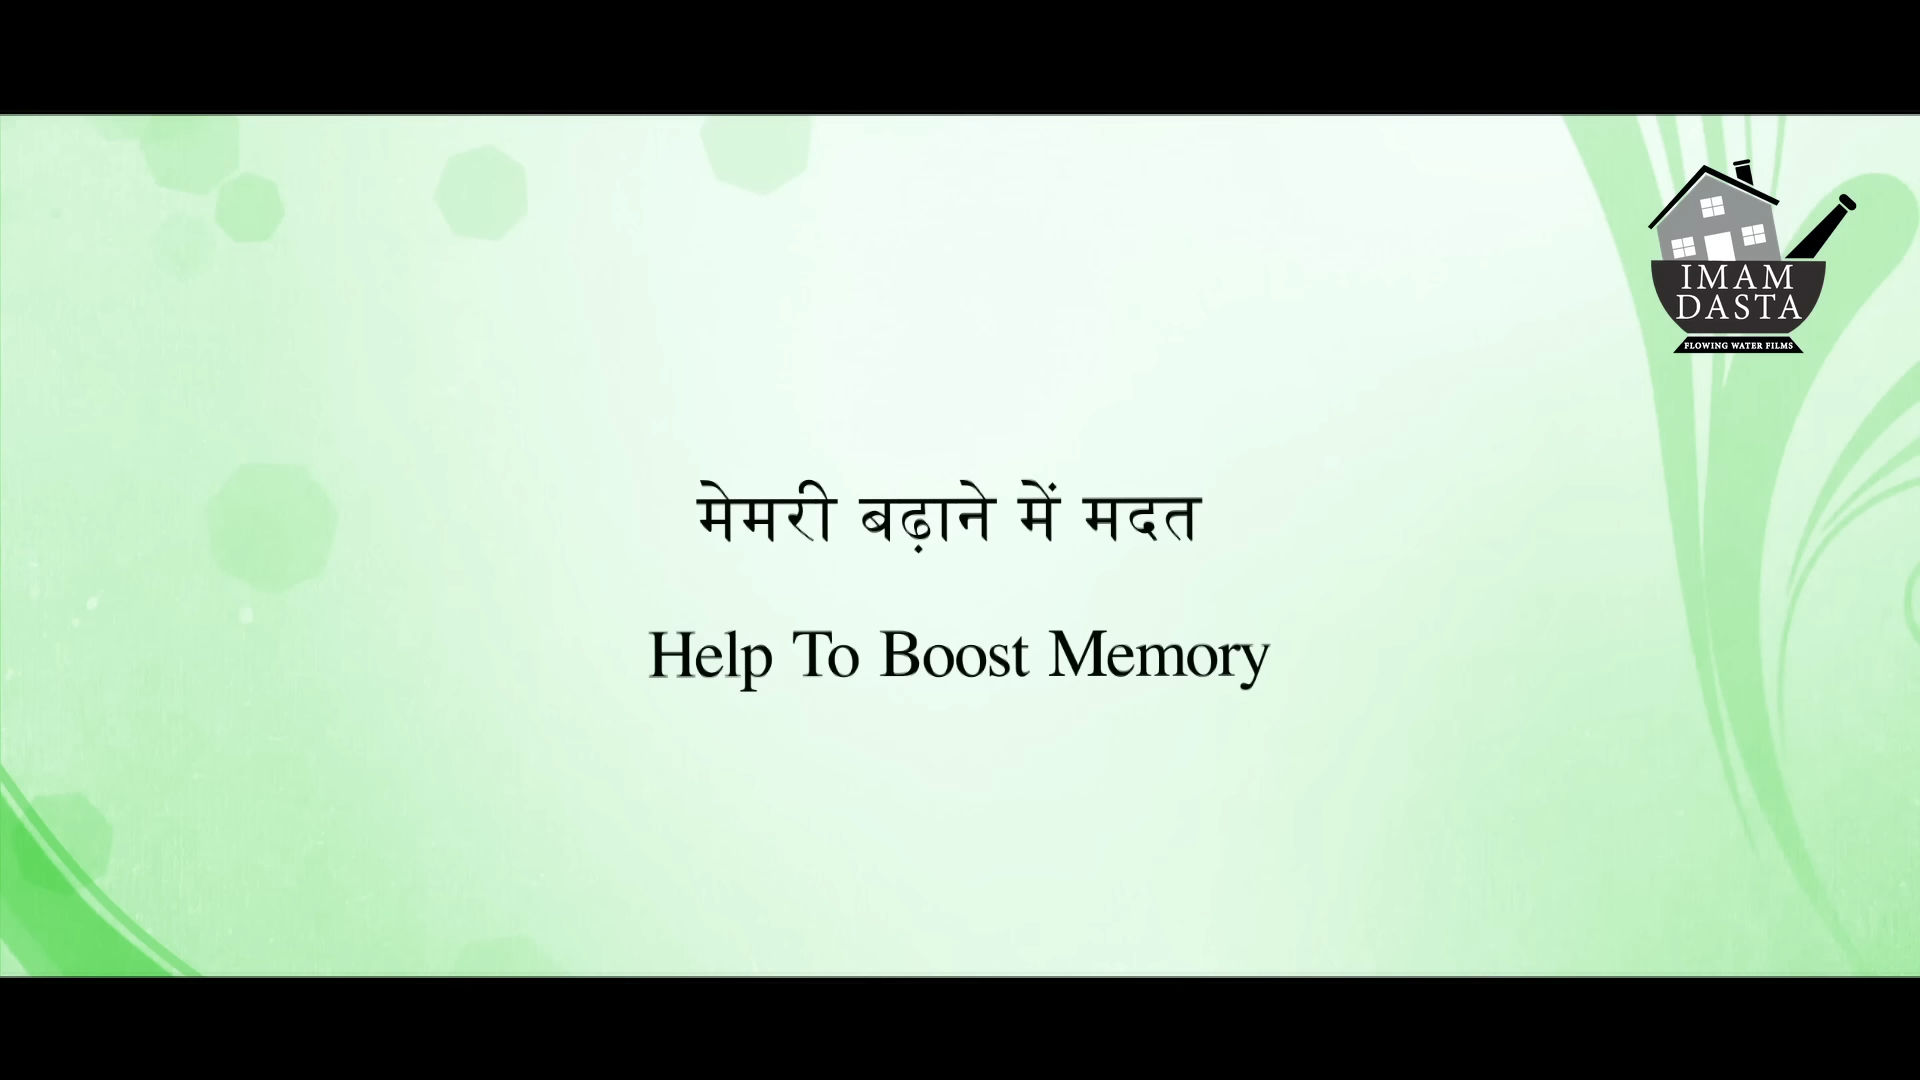 IMAM
DASTA
FLOWING WATER FILMS
मेमरी बढ़ाने में मदत
Help To Boost Memory